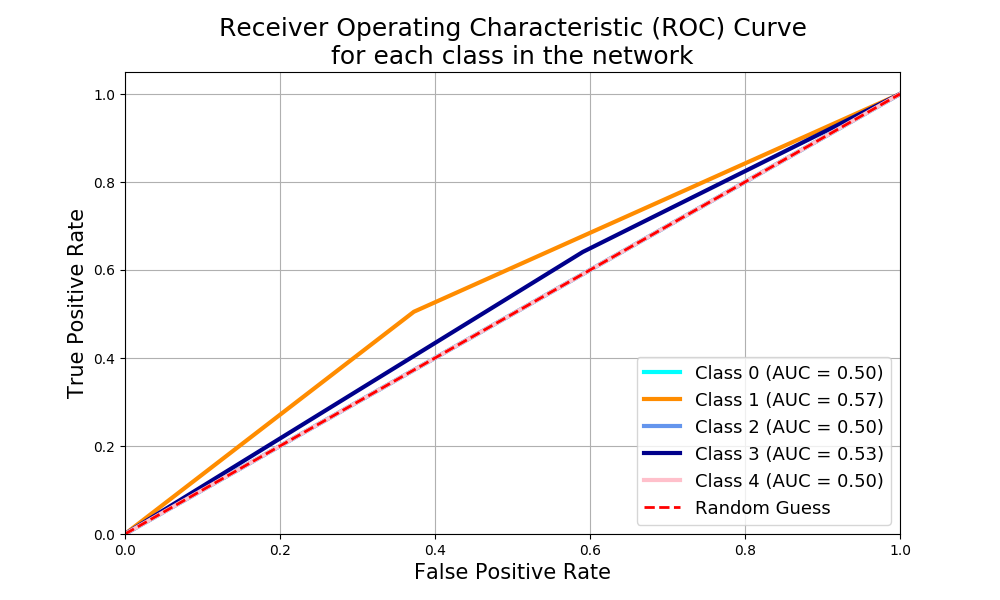 Receiver Operating Characteristic (ROC) Curve
for each class in the network
True Positive Rate
1.0
0.8
0.6
0.4
0.2
0.0
Class 0 (AUC = 0.50)
Class 1 (AUC = 0.57)
Class 2 (AUC = 0.50)
Class 3 (AUC = 0.53)
Class 4 (AUC = 0.50)
Random Guess
0.0 0.2 0.4 0.6 0.8 1.0
False Positive Rate